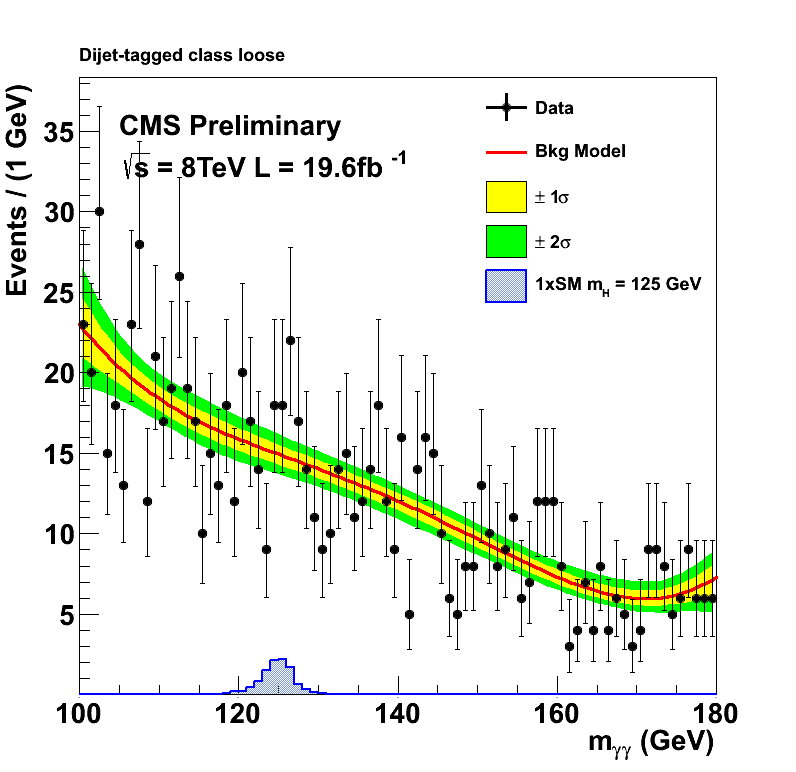 Dijet-tagged class loose
CMS Preliminary
√s = 8TeV L = 19.6fb -1
Data
Bkg Model
± 1σ
± 2σ
1xSM mH = 125 GeV
Events / (1 GeV)
35
30
25
20
15
10
5
100 120 140 160 180
mγγ (GeV)